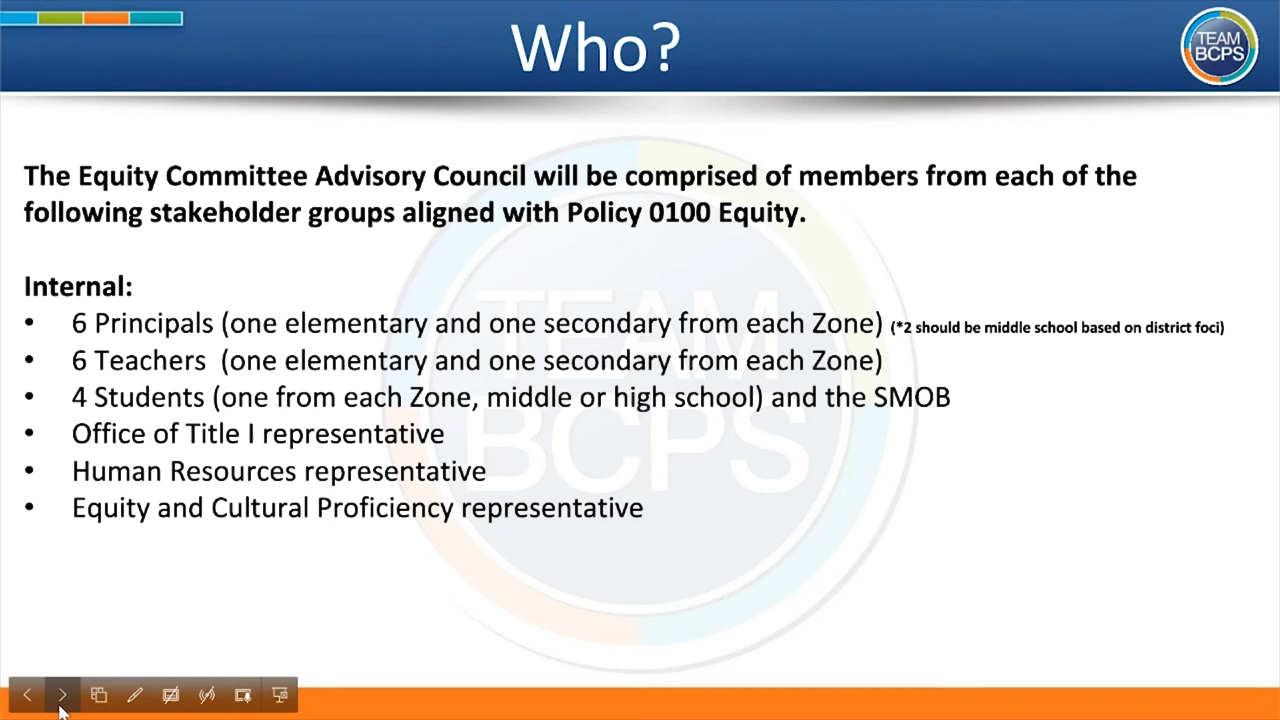 Who?
TEAM
BCPS
The Equity Committee Advisory Council will be comprised of members from each of the
following stakeholder groups aligned with Policy 0100 Equity.
Internal:
• 6 Principals (one elementary and one secondary from each Zone) (*2 should be middle school based on district foci)
• 6 Teachers (one elementary and one secondary from each Zone)
• 4 Students (one from each Zone, middle or high school) and the SMOB
• Office of Title I representative
• Human Resources representative
• Equity and Cultural Proficiency representative
TEAM
BCPS